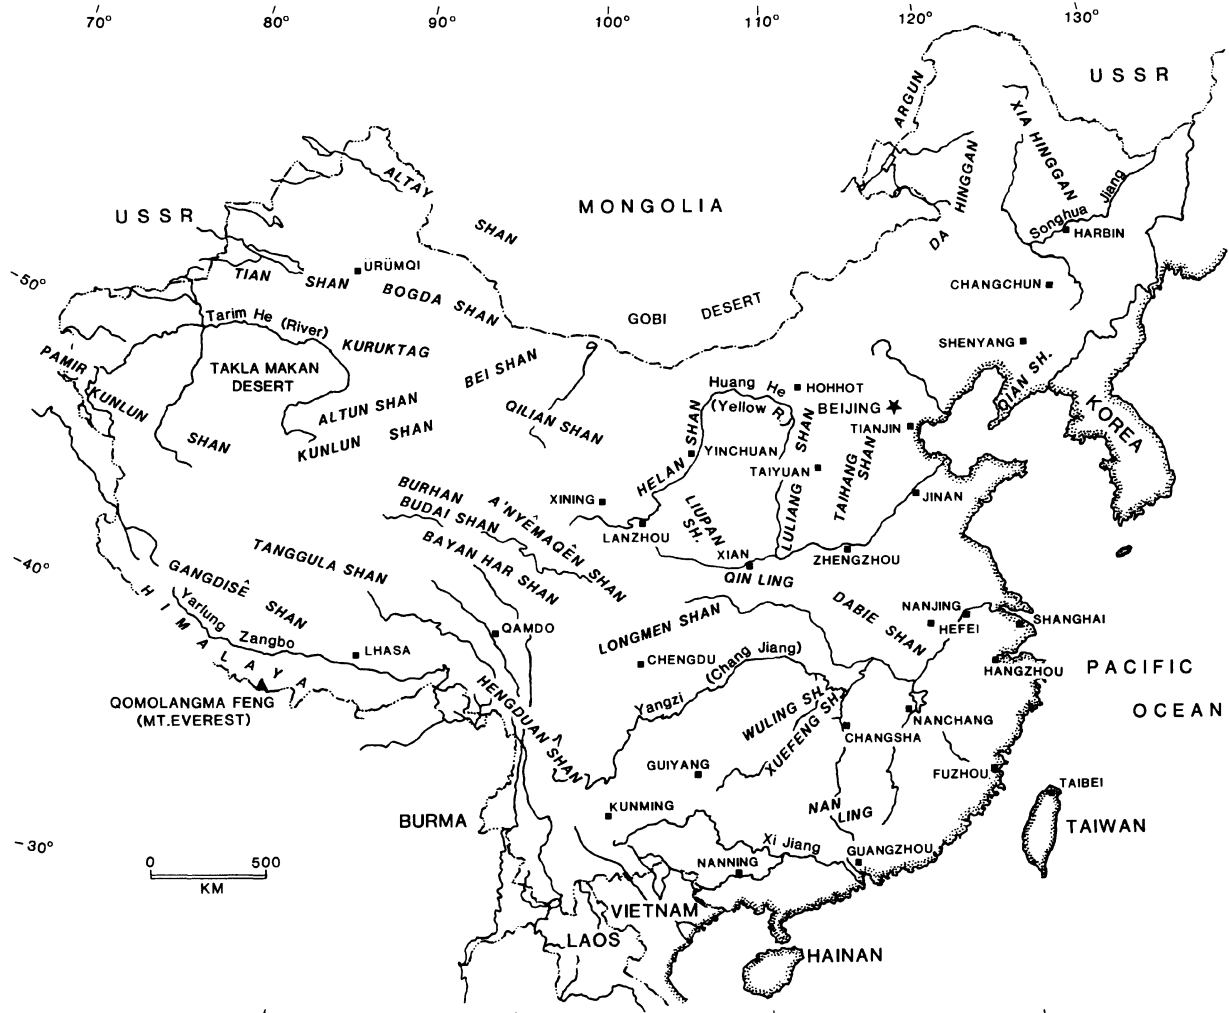 70° 80° 90° 100° 110° 120° 130°
USSR
ARGUN
XIA HINGGAN
DA HINGGAN
Songhua Jiang
HARBIN
ALTAY SHAN
MONGOLIA
USSR
-50°
TIAN SHAN
URÜMQI
BOGDA SHAN
CHANGCHUN
GOBI DESERT
Tarim He (River)
KURUKTAG
SHENYANG
PAMIR
TAKLA MAKAN
DESERT
BEI SHAN
QIAN SH.
KUNLUN SHAN
ALTUN SHAN
KUNLUN SHAN
QILIAN SHAN
Huang He
(Yellow R.)
HOHHOT
BEIJING
TIANJIN
KOREA
HELAN SHAN
YINCHUAN
TAIYUAN
LULIANG SHAN
TAIHANG SHAN
JINAN
BURHAN
BUDAI SHAN
A'NYÊMAQÊN SHAN
XINING
LANZHOU
LIUPAN
SH.
XIAN
ZHENGZHOU
QIN LING
BAYAN HAR SHAN
TANGGULA SHAN
-40°
GANGDISÊ SHAN
HIMALAYA
Yarlung Zangbo
LHASA
QAMDO
LONGMEN SHAN
DABIE SHAN
NANJING
HEFEI
SHANGHAI
HANGZHOU
CHENGDU
Yangzi (Chang Jiang)
PACIFIC
OCEAN
QOMOLANGMA FENG
(MT.EVEREST)
HENGDUAN SHAN
WULING SH.
XUEFENG SH.
NANCHANG
CHANGSHA
GUIYANG
FUZHOU
TAIBEI
TAIWAN
KUNMING
NAN LING
BURMA
Xi Jiang
GUANGZHOU
NANNING
-30°
0 500
KM
VIETNAM
LAOS
HAINAN